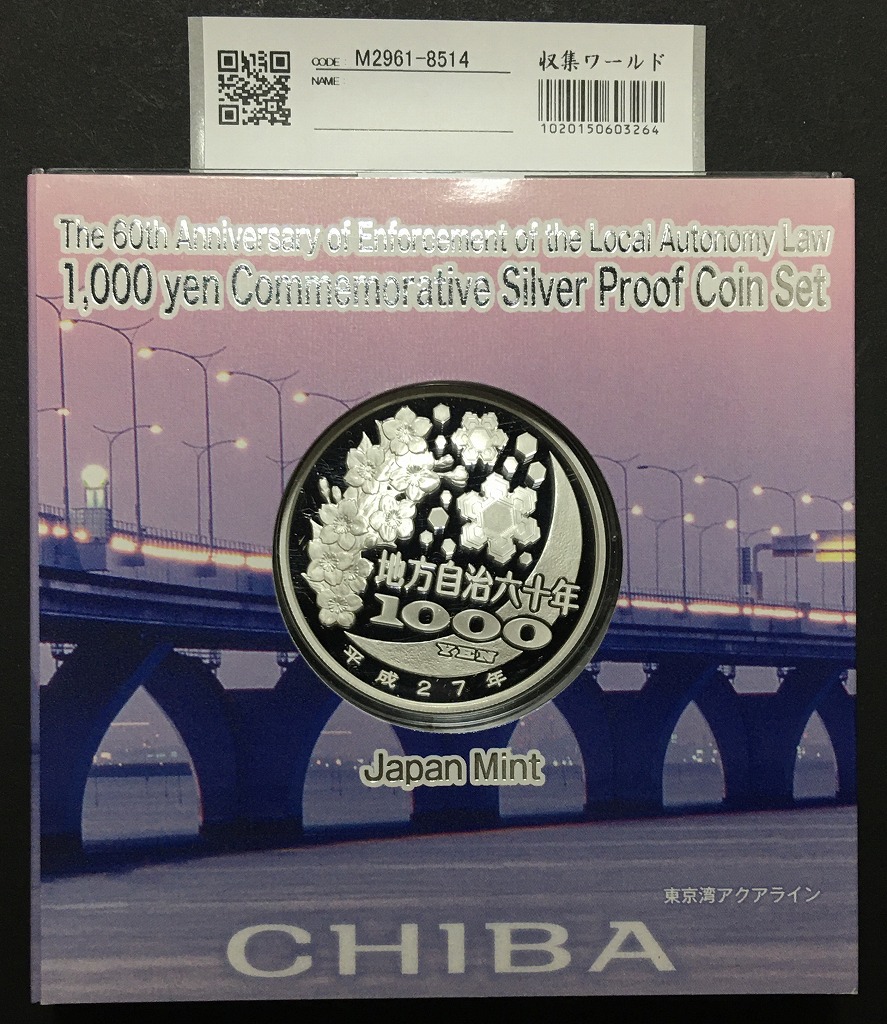 CODE: M2961-8514
収集ワールド
NAME:
1020150603264
The 60th Anniversary of Enforcement of the Local Autonomy Law
1,000 yen Commemorative Silver Proof Coin Set
地方自治六十年
1000
YEN
平成27年
Japan Mint
東京湾アクアライン
CHIBA